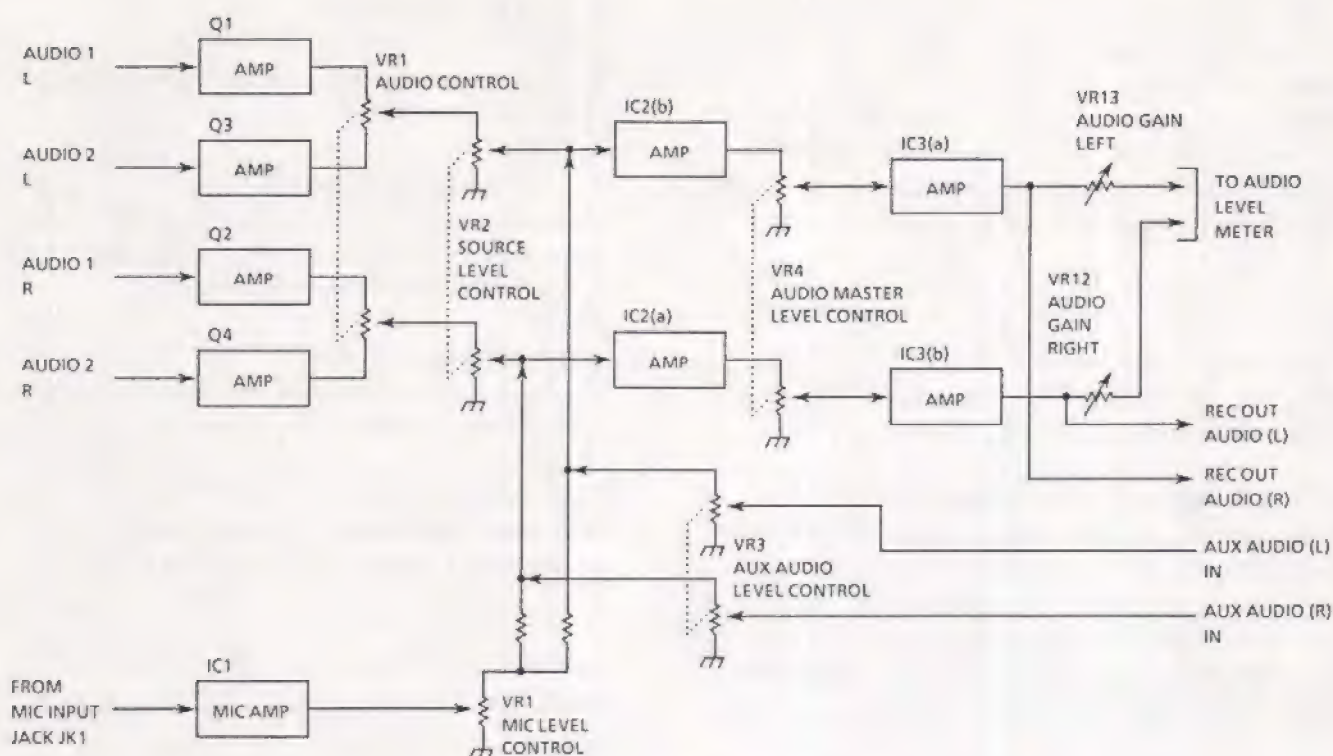 Q1
AUDIO 1
L
AMP
VR1
AUDIO CONTROL
Q3
AUDIO 2
L
AMP
Q2
AUDIO 1
R
AMP
Q4
AUDIO 2
R
AMP
VR2
SOURCE
LEVEL
CONTROL
IC2(b)
AMP
IC2(a)
AMP
VR4
AUDIO MASTER
LEVEL CONTROL
IC3(a)
AMP
IC3(b)
AMP
VR13
AUDIO GAIN
LEFT
TO AUDIO
LEVEL
METER
VR12
AUDIO
GAIN
RIGHT
REC OUT
AUDIO (L)
REC OUT
AUDIO (R)
VR3
AUX AUDIO
LEVEL CONTROL
AUX AUDIO (L)
IN
AUX AUDIO (R)
IN
IC1
FROM
MIC INPUT
JACK JK1
MIC AMP
VR1
MIC LEVEL
CONTROL